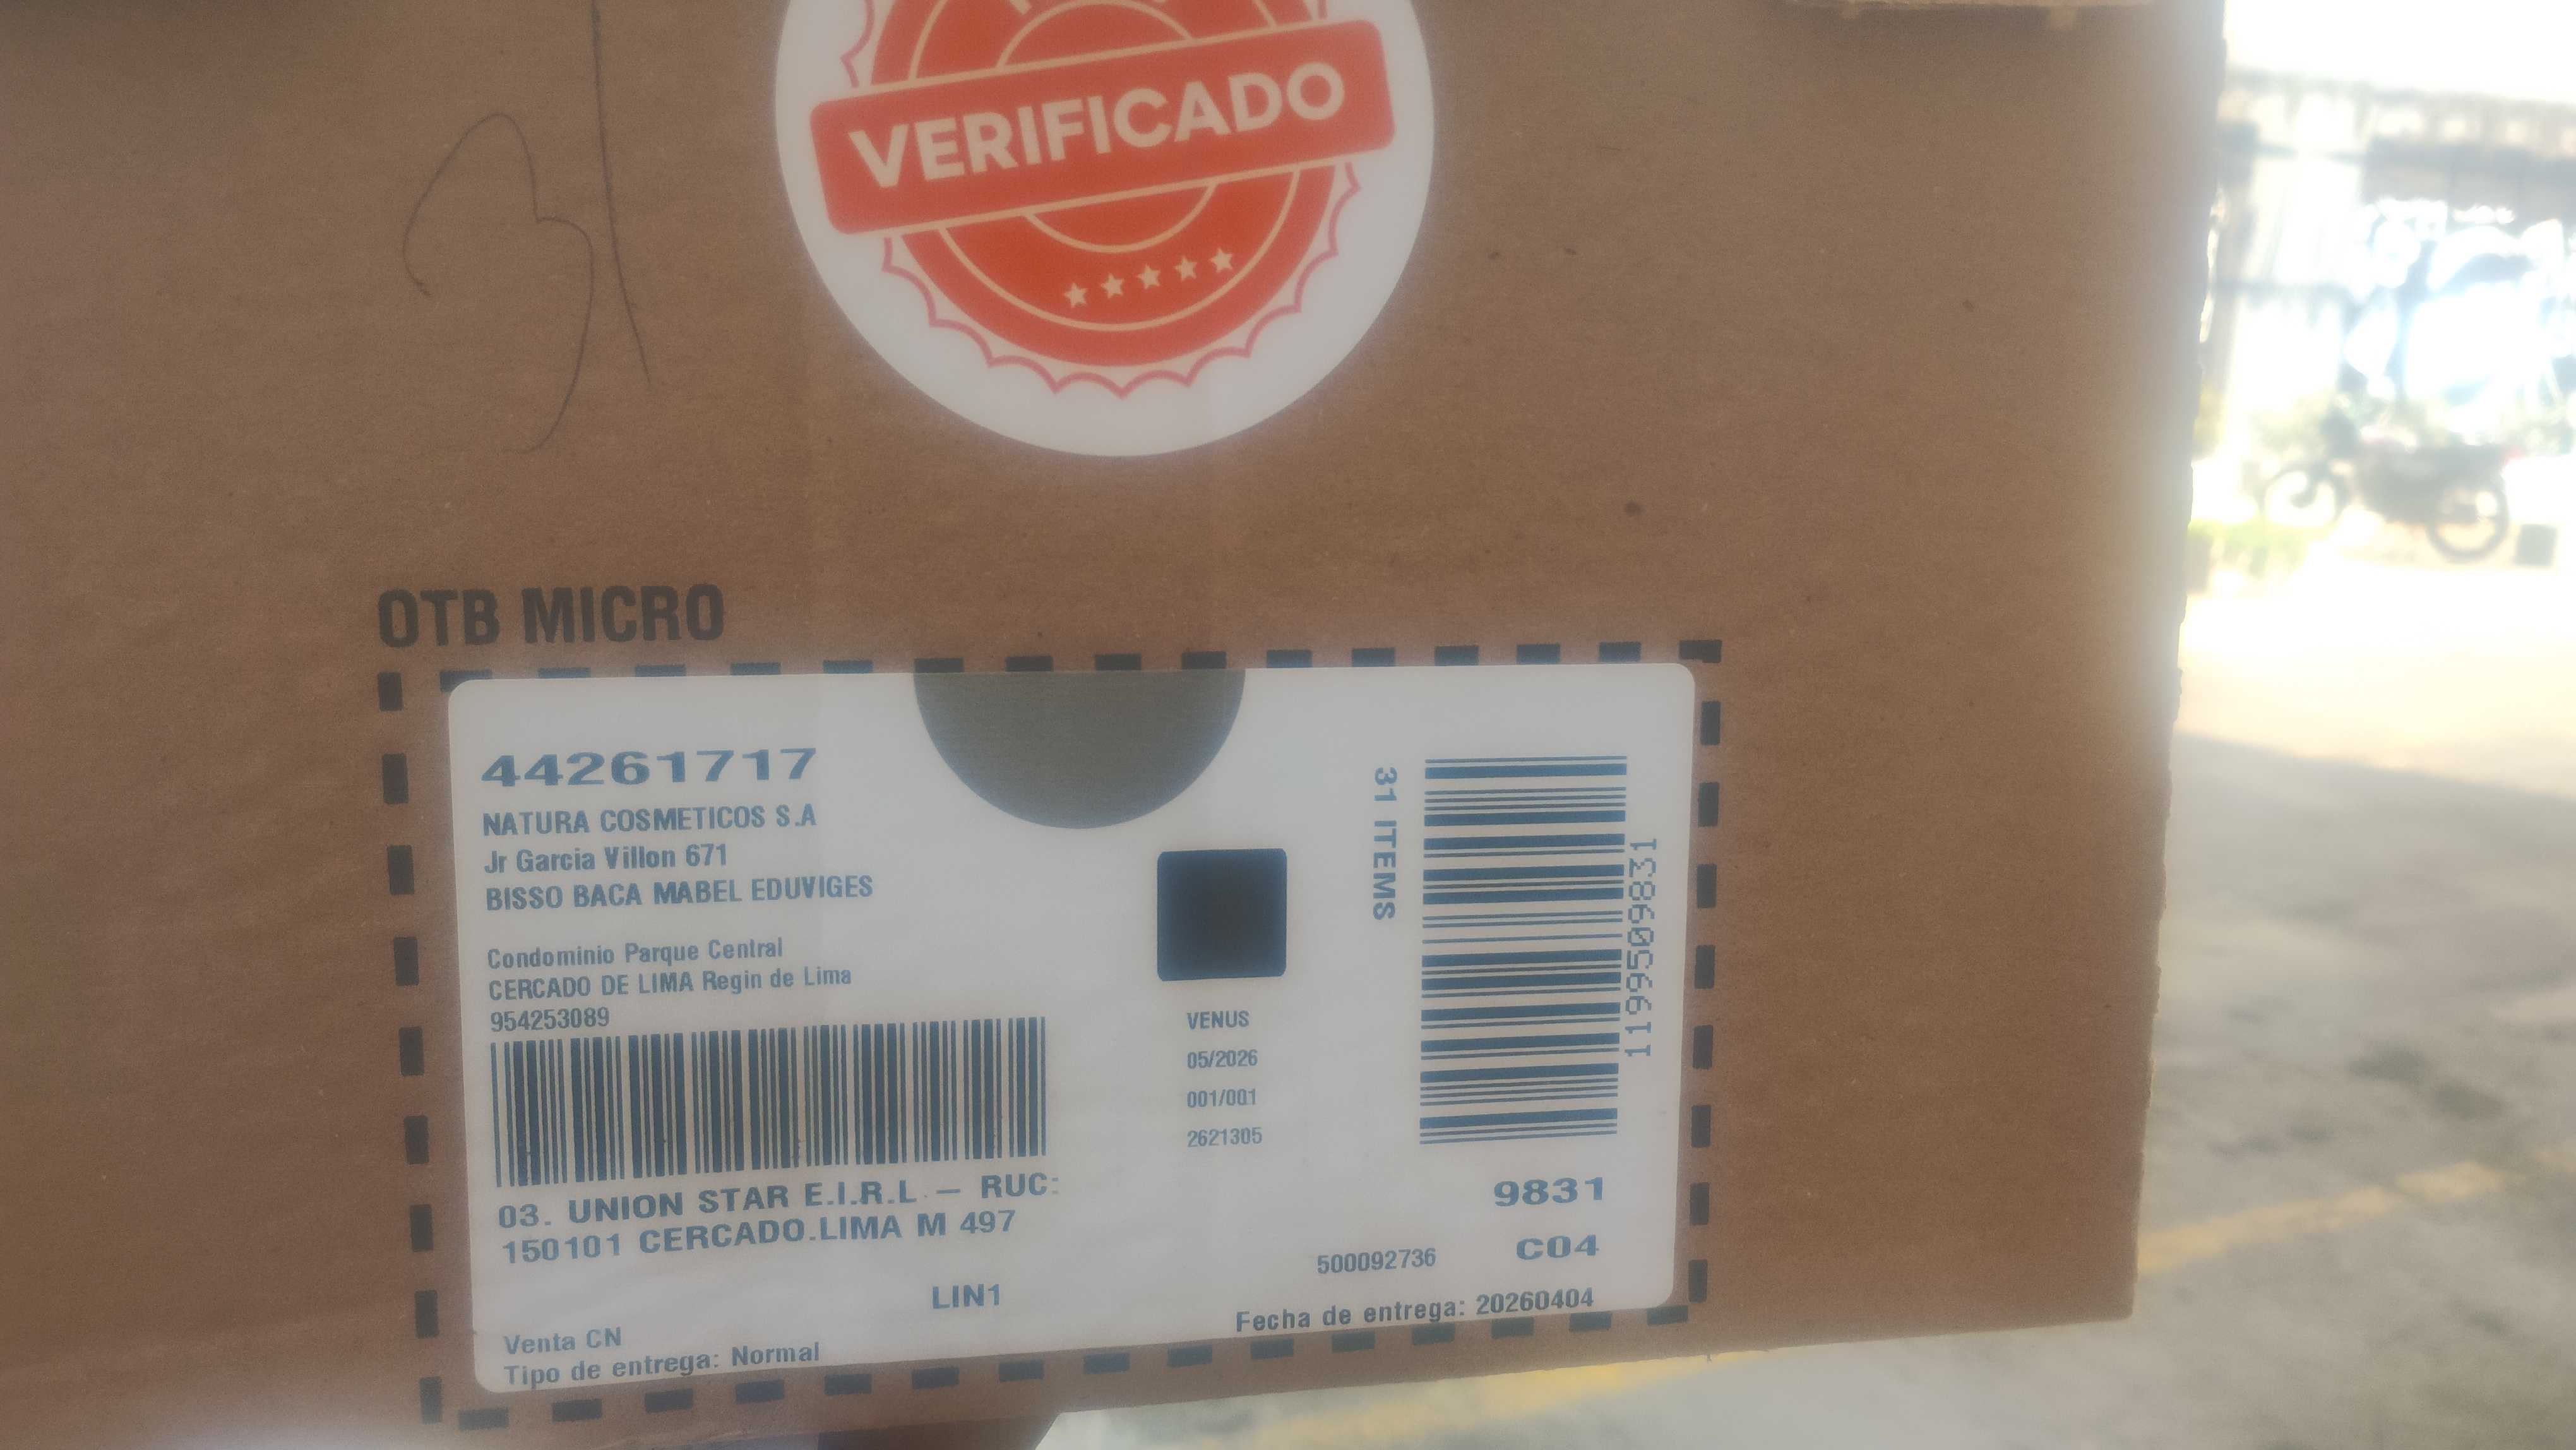 VERIFICADO
31
OTB MICRO
44261717
NATURA COSMETICOS S.A
Jr Garcia Villon 671
BISSO BACA MABEL EDUVIGES
Condominio Parque Central
CERCADO DE LIMA Regin de Lima
954253089
03. UNION STAR E.I.R.L. – RUC:
150101 CERCADO.LIMA M 497
LIN1
Venta CN
Tipo de entrega: Normal
VENUS
05/2026
001/001
2621305
31 ITEMS
1199509831
9831
C04
500092736
Fecha de entrega: 20260404